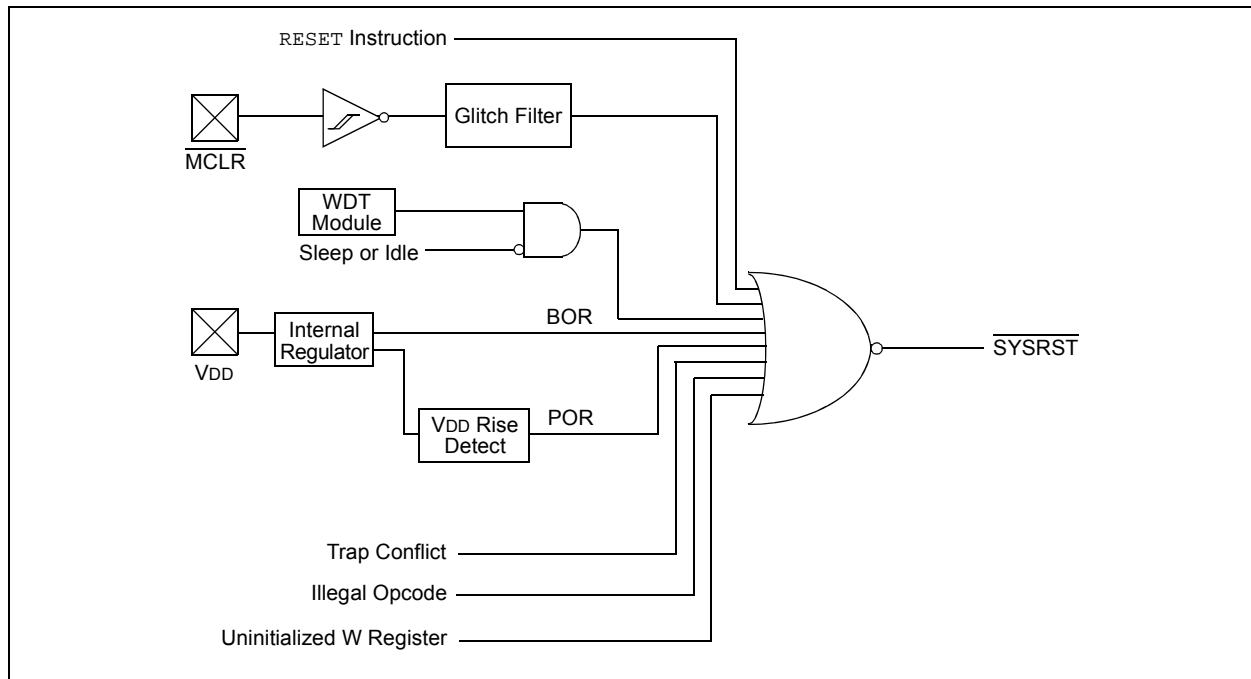 RESET Instruction
MCLR
Glitch Filter
WDT
Module
Sleep or Idle
VDD
Internal
Regulator
BOR
VDD Rise
Detect
POR
SYSRST
Trap Conflict
Illegal Opcode
Uninitialized W Register